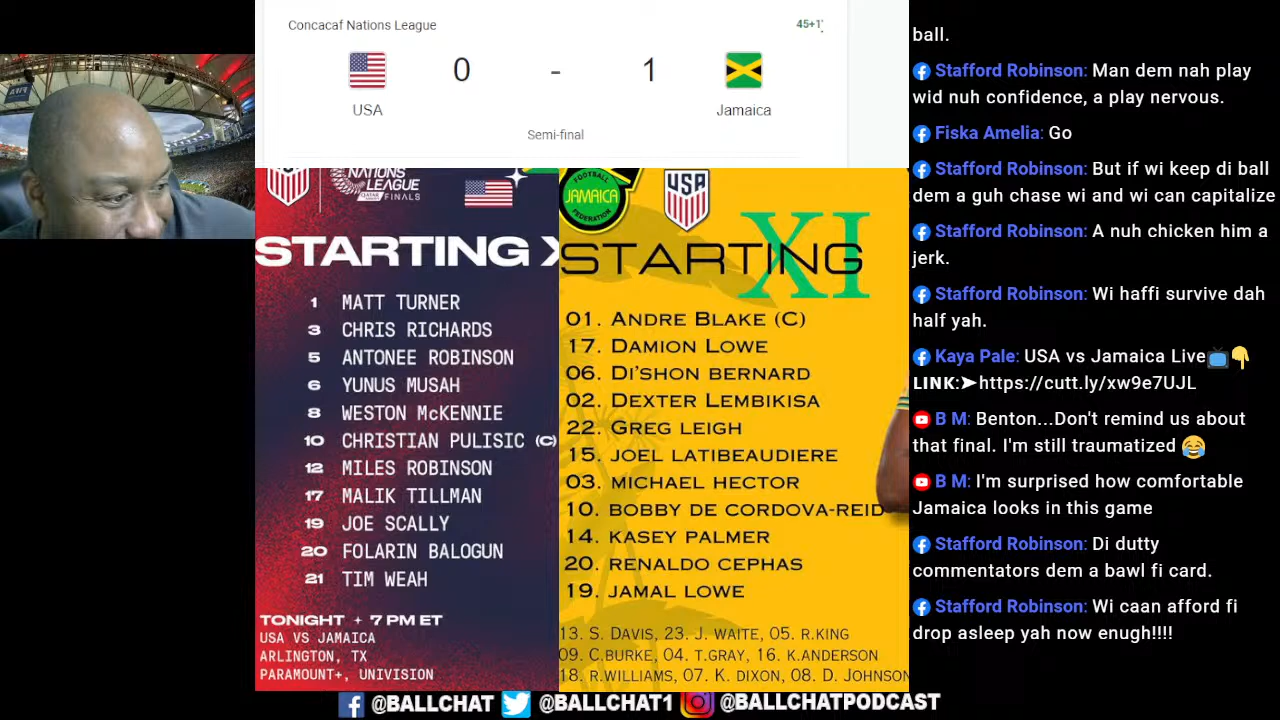 Concacaf Nations League
45+1'
0 - 1
USA
Jamaica
Semi-final
NATIONS
LEAGUE
FINALS
STARTING X
1 MATT TURNER
3 CHRIS RICHARDS
5 ANTONEE ROBINSON
6 YUNUS MUSAH
8 WESTON McKENNIE
10 CHRISTIAN PULISIC (C)
12 MILES ROBINSON
17 MALIK TILLMAN
19 JOE SCALLY
20 FOLARIN BALOGUN
21 TIM WEAH
TONIGHT + 7 PM ET
USA VS JAMAICA
ARLINGTON, TX
PARAMOUNT+, UNIVISION
FOOTBALL
JAMAICA
FEDERATION
USA
STARTING XI
01. ANDRE BLAKE (C)
17. DAMION LOWE
06. DI'SHON BERNARD
02. DEXTER LEMBIKISA
22. GREG LEIGH
15. JOEL LATIBEAUDIERE
03. MICHAEL HECTOR
10. BOBBY DE CORDOVA-REID
14. KASEY PALMER
20. RENALDO CEPHAS
19. JAMAL LOWE
13. S. DAVIS, 23. J. WAITE, 05. R.KING
09. C.BURKE, 04. T.GRAY, 16. K.ANDERSON
18. R.WILLIAMS, 07. K. DIXON, 08. D. JOHNSON
ball.
Stafford Robinson: Man dem nah play
wid nuh confidence, a play nervous.
Fiska Amelia: Go
Stafford Robinson: But if wi keep di ball
dem a guh chase wi and wi can capitalize
Stafford Robinson: A nuh chicken him a
jerk.
Stafford Robinson: Wi haffi survive dah
half yah.
Kaya Pale: USA vs Jamaica Live📺👇
LINK:➤https://cutt.ly/xw9e7UJL
B M: Benton...Don't remind us about
that final. I'm still traumatized 😂
B M: I'm surprised how comfortable
Jamaica looks in this game
Stafford Robinson: Di dutty
commentators dem a bawl fi card.
Stafford Robinson: Wi caan afford fi
drop asleep yah now enugh!!!!
@BALLCHAT @BALLCHAT1 @BALLCHATPODCAST